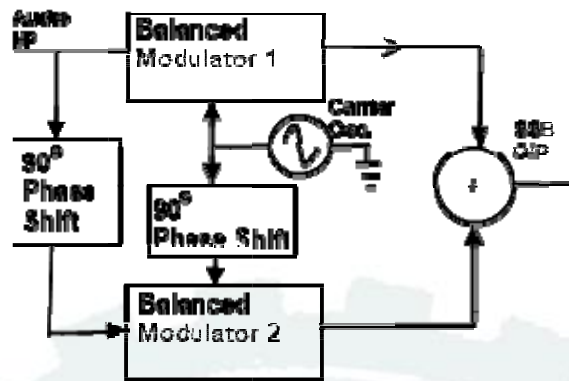 Audio
I/P
Balanced
Modulator 1
Carrier
Osc.
SSB
O/P
90°
Phase
Shift
90°
Phase Shift
Balanced
Modulator 2